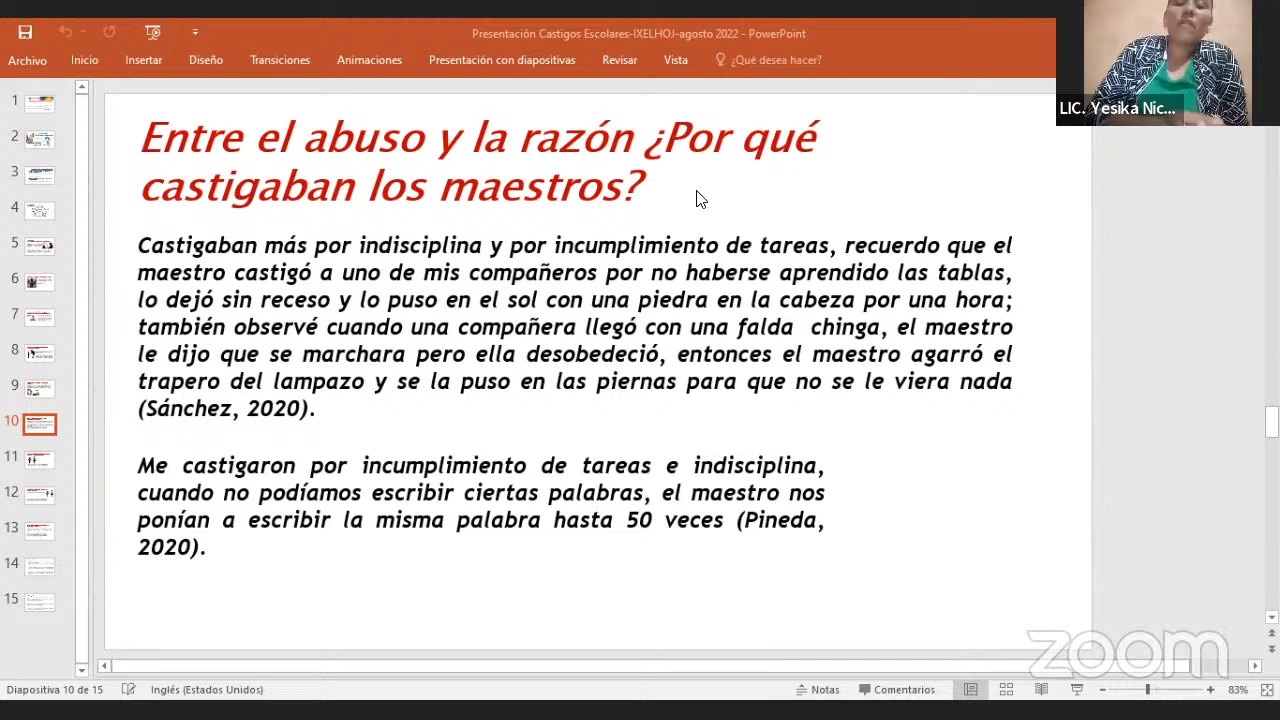 Presentación Castigos Escolares-IXELHOJ-agosto 2022 - PowerPoint
Archivo Inicio Insertar Diseño Transiciones Animaciones Presentación con diapositivas Revisar Vista ¿Qué desea hacer?
LIC. Yesika Nic...
1
2
3
4
5
6
7
8
9
10
11
12
13
14
15
Entre el abuso y la razón ¿Por qué
castigaban los maestros?
Castigaban más por indisciplina y por incumplimiento de tareas, recuerdo que el
maestro castigó a uno de mis compañeros por no haberse aprendido las tablas,
lo dejó sin receso y lo puso en el sol con una piedra en la cabeza por una hora;
también observé cuando una compañera llegó con una falda chinga, el maestro
le dijo que se marchara pero ella desobedeció, entonces el maestro agarró el
trapero del lampazo y se la puso en las piernas para que no se le viera nada
(Sánchez, 2020).
Me castigaron por incumplimiento de tareas e indisciplina,
cuando no podíamos escribir ciertas palabras, el maestro nos
ponían a escribir la misma palabra hasta 50 veces (Pineda,
2020).
zoom
Diapositiva 10 de 15 Inglés (Estados Unidos) Notas Comentarios 83%